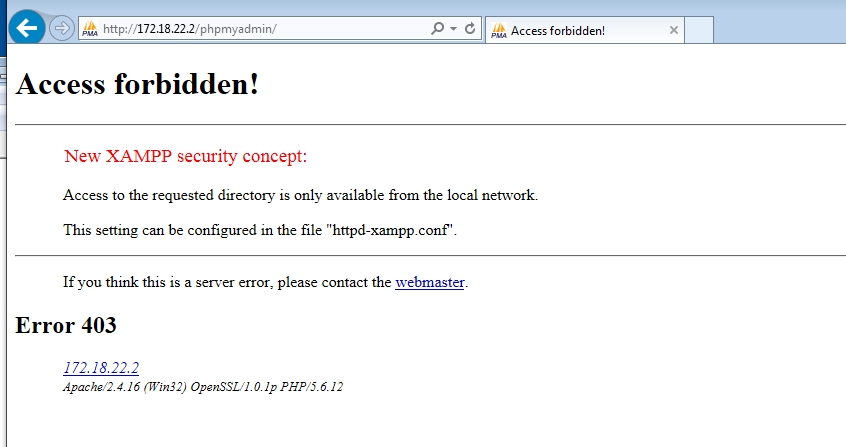 PMA http://172.18.22.2/phpmyadmin/
PMA Access forbidden!
Access forbidden!
New XAMPP security concept:
Access to the requested directory is only available from the local network.
This setting can be configured in the file "httpd-xampp.conf".
If you think this is a server error, please contact the webmaster.
Error 403
172.18.22.2
Apache/2.4.16 (Win32) OpenSSL/1.0.1p PHP/5.6.12